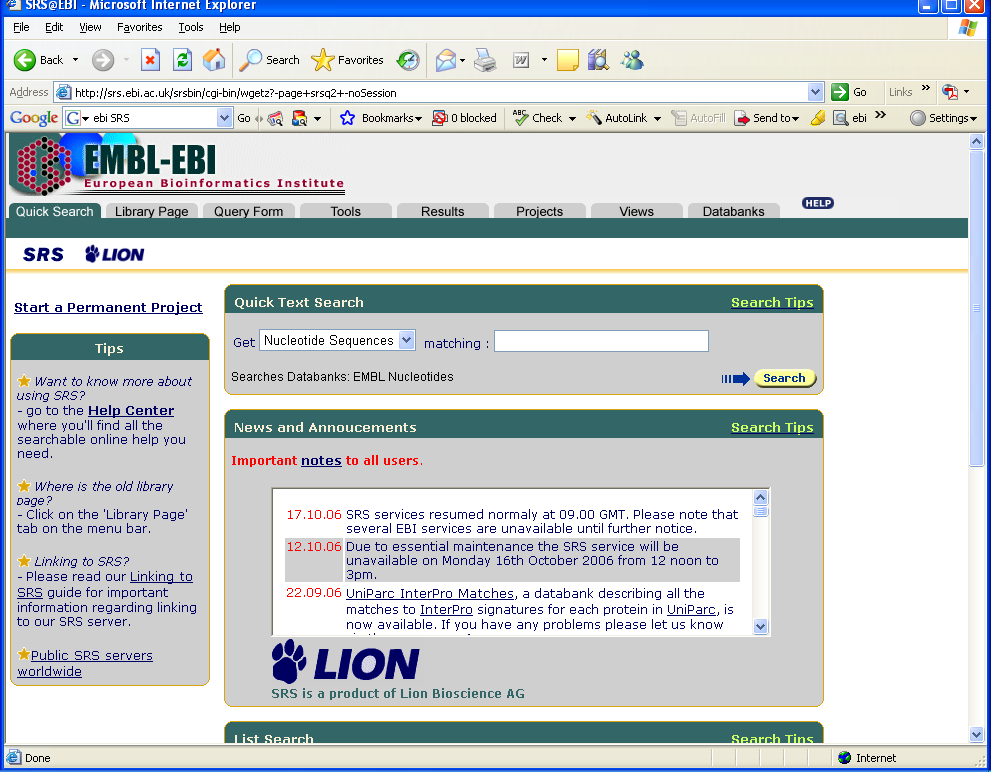 SRS@EBI - Microsoft Internet Explorer
File Edit View Favorites Tools Help
Back Search Favorites
Address http://srs.ebi.ac.uk/srsbin/cgi-bin/wgetz?-page+srsq2+-noSession Go Links
Google G ebi SRS Go Bookmarks 0 blocked ABC Check AutoLink AutoFill Send to ebi Settings
EMBL-EBI
European Bioinformatics Institute
Quick Search Library Page Query Form Tools Results Projects Views Databanks HELP
SRS LION
Start a Permanent Project
Tips
Want to know more about
using SRS?
- go to the Help Center
where you'll find all the
searchable online help you
need.
Where is the old library
page?
- Click on the 'Library Page'
tab on the menu bar.
Linking to SRS?
- Please read our Linking to
SRS guide for important
information regarding linking
to our SRS server.
Public SRS servers
worldwide
Quick Text Search Search Tips
Get Nucleotide Sequences matching :
Searches Databanks: EMBL Nucleotides Search
News and Annoucements Search Tips
Important notes to all users.
17.10.06 SRS services resumed normaly at 09.00 GMT. Please note that
several EBI services are unavailable until further notice.
12.10.06 Due to essential maintenance the SRS service will be
unavailable on Monday 16th October 2006 from 12 noon to
3pm.
22.09.06 UniParc InterPro Matches, a databank describing all the
matches to InterPro signatures for each protein in UniParc, is
now available. If you have any problems please let us know
LION
SRS is a product of Lion Bioscience AG
List Search Search Tips
Done Internet